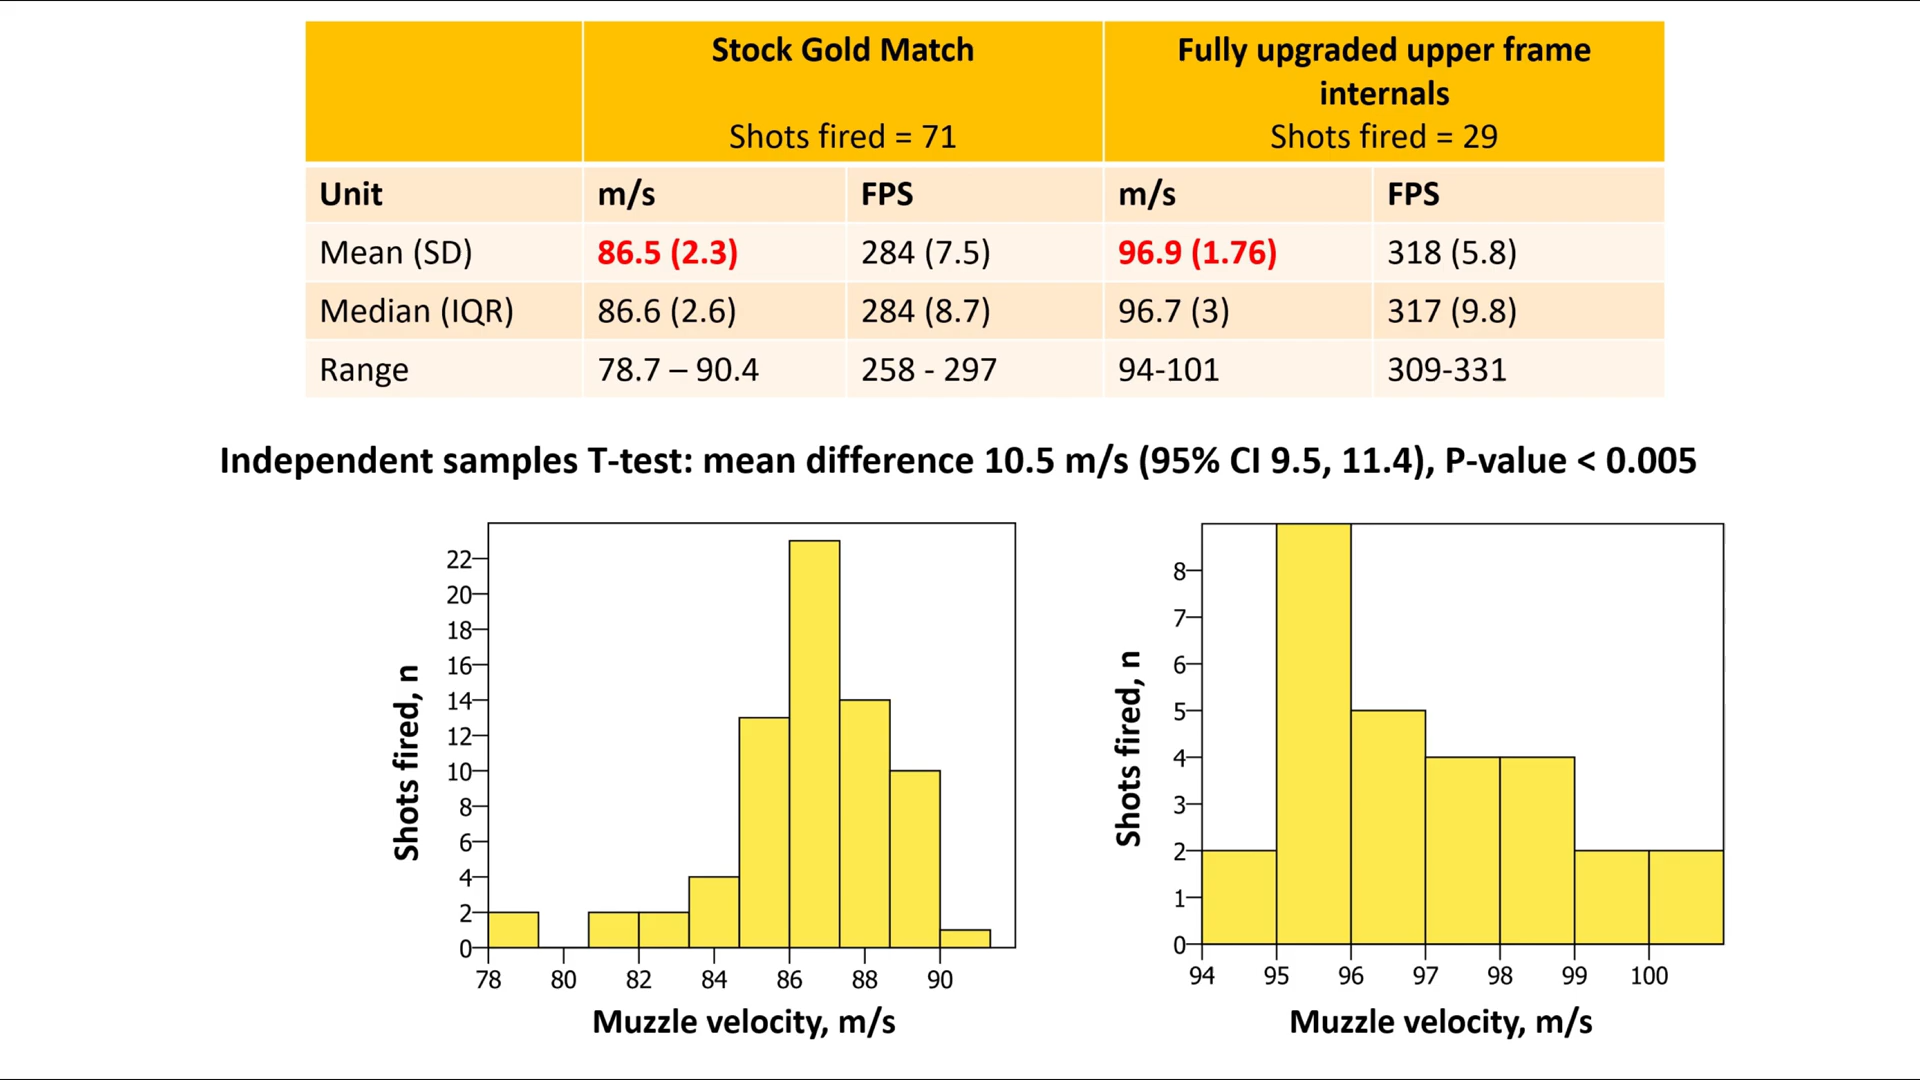 Stock Gold Match
Shots fired = 71
Fully upgraded upper frame
internals
Shots fired = 29
Unit m/s FPS m/s FPS
Mean (SD) 86.5 (2.3) 284 (7.5) 96.9 (1.76) 318 (5.8)
Median (IQR) 86.6 (2.6) 284 (8.7) 96.7 (3) 317 (9.8)
Range 78.7 – 90.4 258 - 297 94-101 309-331
Independent samples T-test: mean difference 10.5 m/s (95% CI 9.5, 11.4), P-value < 0.005
Shots fired, n
22
20
18
16
14
12
10
8
6
4
2
0
78 80 82 84 86 88 90
Muzzle velocity, m/s
Shots fired, n
8
7
6
5
4
3
2
1
0
94 95 96 97 98 99 100
Muzzle velocity, m/s